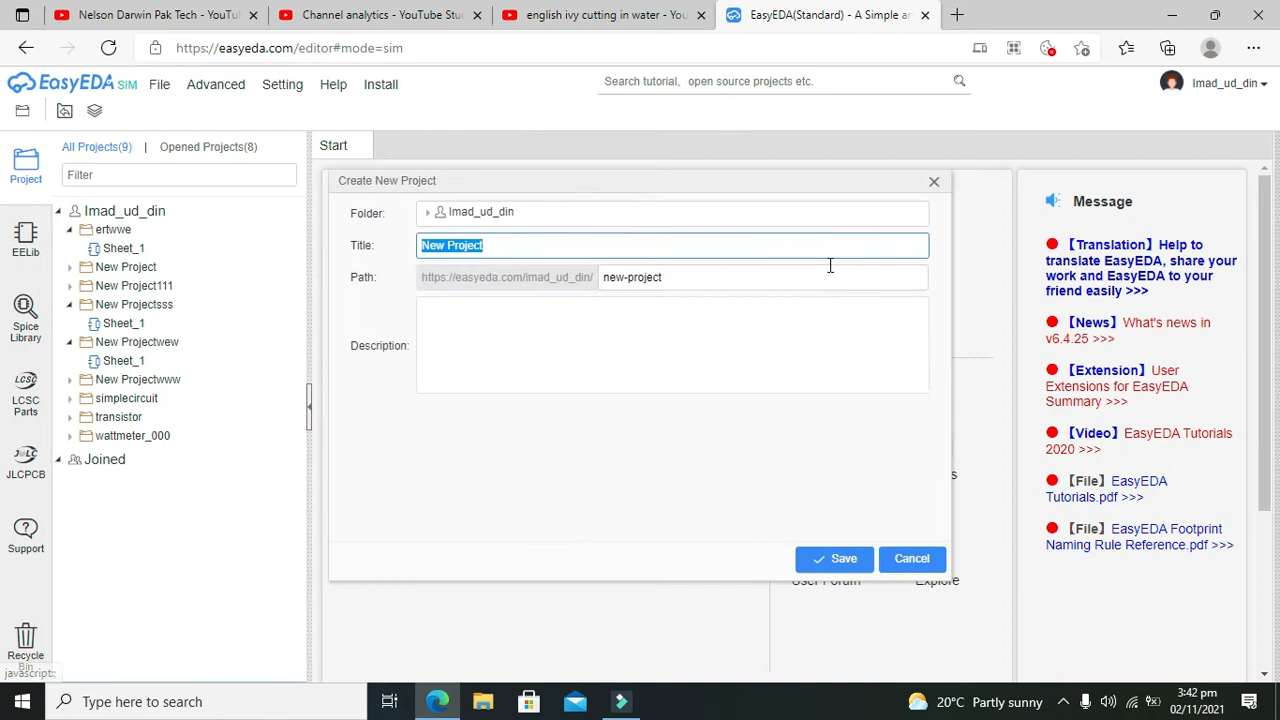 Nelson Darwin Pak Tech - YouTu
Channel analytics - YouTube Stu
english ivy cutting in water - You
EasyEDA(Standard) - A Simple an
https://easyeda.com/editor#mode=sim
EasyEDA SIM
File
Advanced
Setting
Help
Install
Search tutorial, open source projects etc.
Imad_ud_din
Project
EELib
Spice
Library
LCSC
LCSC
Parts
JLC
JLCPCB
Support
Recycle
Bin
javascript:;
All Projects(9) | Opened Projects(8)
Filter
Imad_ud_din
ertwwe
Sheet_1
New Project
New Project111
New Projectsss
Sheet_1
New Projectwew
Sheet_1
New Projectwww
simplecircuit
transistor
wattmeter_000
Joined
Start
Create New Project
Folder: Imad_ud_din
Title: New Project
Path: https://easyeda.com/imad_ud_din/ new-project
Description:
Save
Cancel
User Forum
Explore
Message
【Translation】Help to
translate EasyEDA, share your
work and EasyEDA to your
friend easily >>>
【News】What's news in
v6.4.25 >>>
【Extension】User
Extensions for EasyEDA
Summary >>>
【Video】EasyEDA Tutorials
2020 >>>
【File】EasyEDA
Tutorials.pdf >>>
【File】EasyEDA Footprint
Naming Rule Reference.pdf >>>
Type here to search
20°C Partly sunny
3:42 pm
02/11/2021